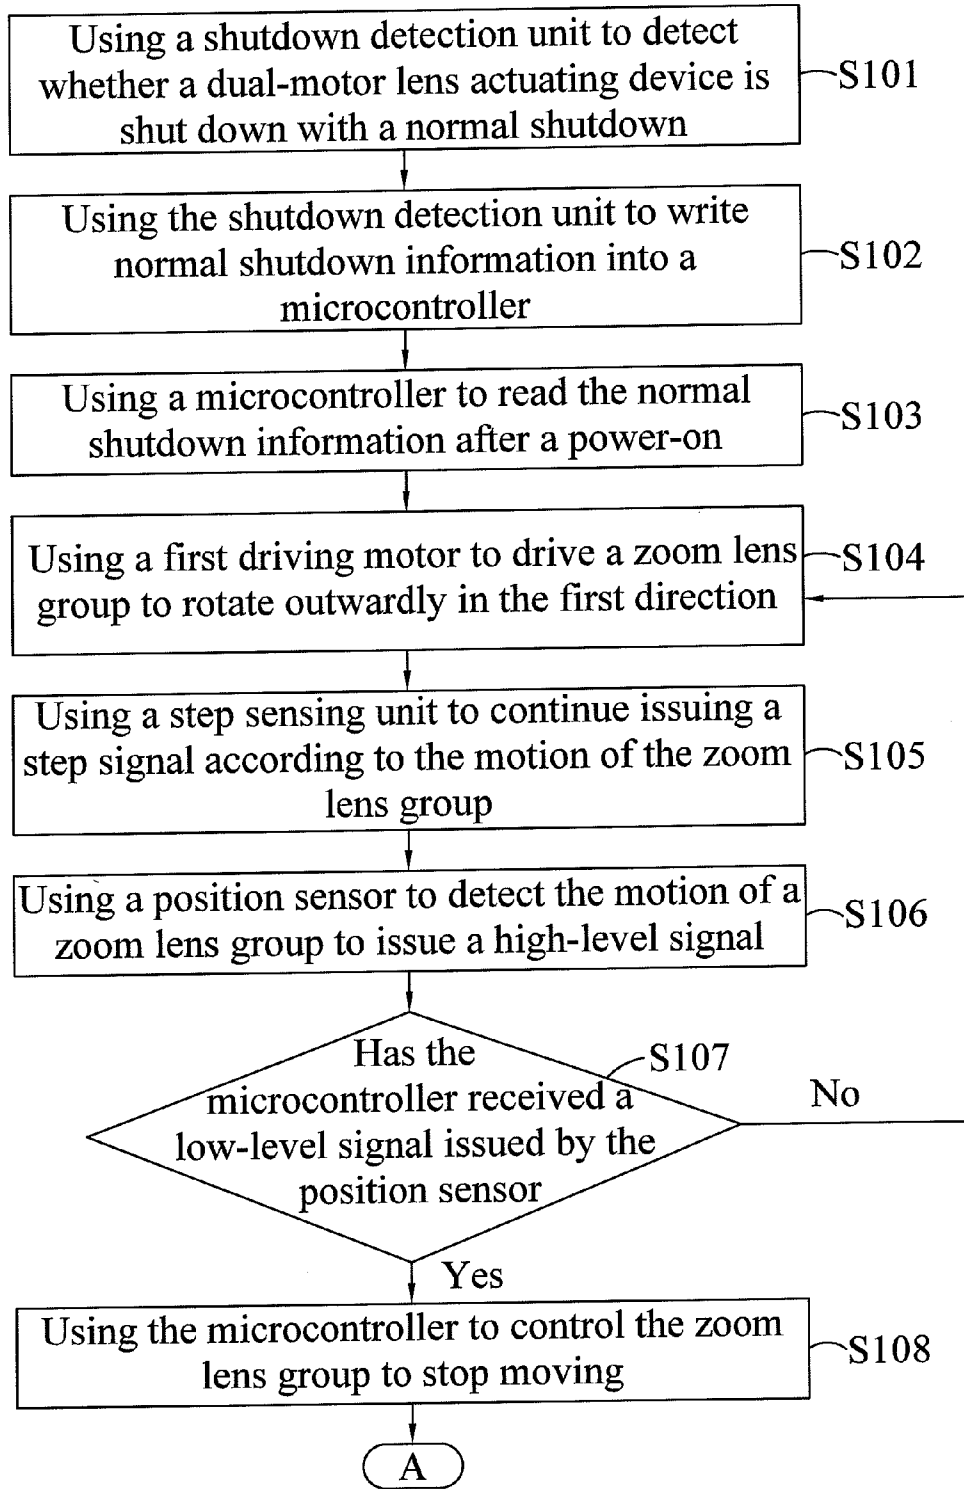 Using a shutdown detection unit to detect
whether a dual-motor lens actuating device is
shut down with a normal shutdown
S101
Using the shutdown detection unit to write
normal shutdown information into a
microcontroller
S102
Using a microcontroller to read the normal
shutdown information after a power-on
S103
Using a first driving motor to drive a zoom lens
group to rotate outwardly in the first direction
S104
Using a step sensing unit to continue issuing a
step signal according to the motion of the zoom
lens group
S105
Using a position sensor to detect the motion of a
zoom lens group to issue a high-level signal
S106
Has the
microcontroller received a
low-level signal issued by the
position sensor
S107
No
Yes
Using the microcontroller to control the zoom
lens group to stop moving
S108
A